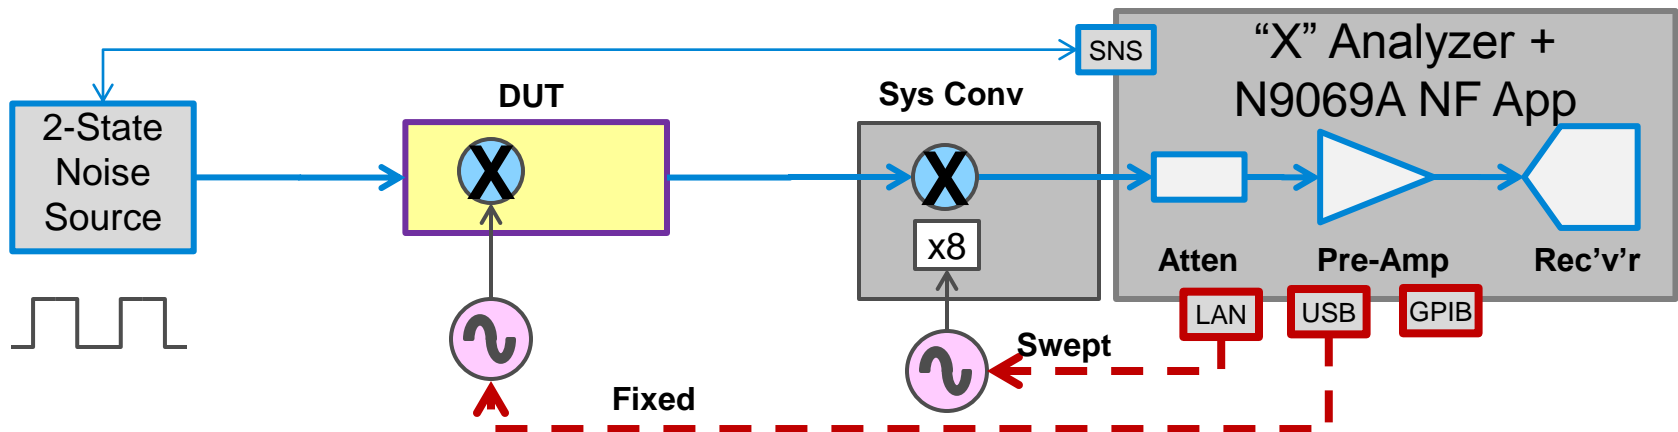 SNS
“X” Analyzer +
N9069A NF App
2-State
Noise
Source
DUT
X
Sys Conv
X
x8
Atten
Pre-Amp
Rec’v’r
LAN
USB
GPIB
Swept
Fixed